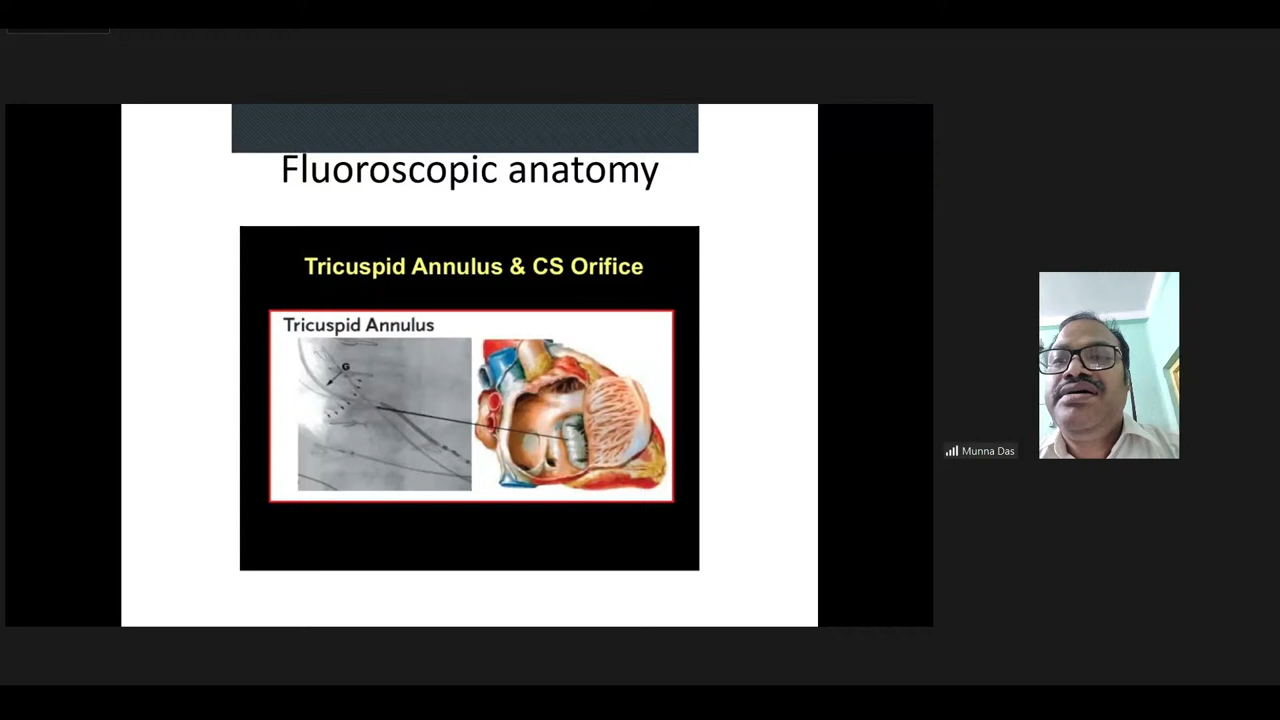 Fluoroscopic anatomy
Tricuspid Annulus & CS Orifice
Tricuspid Annulus
G
Munna Das